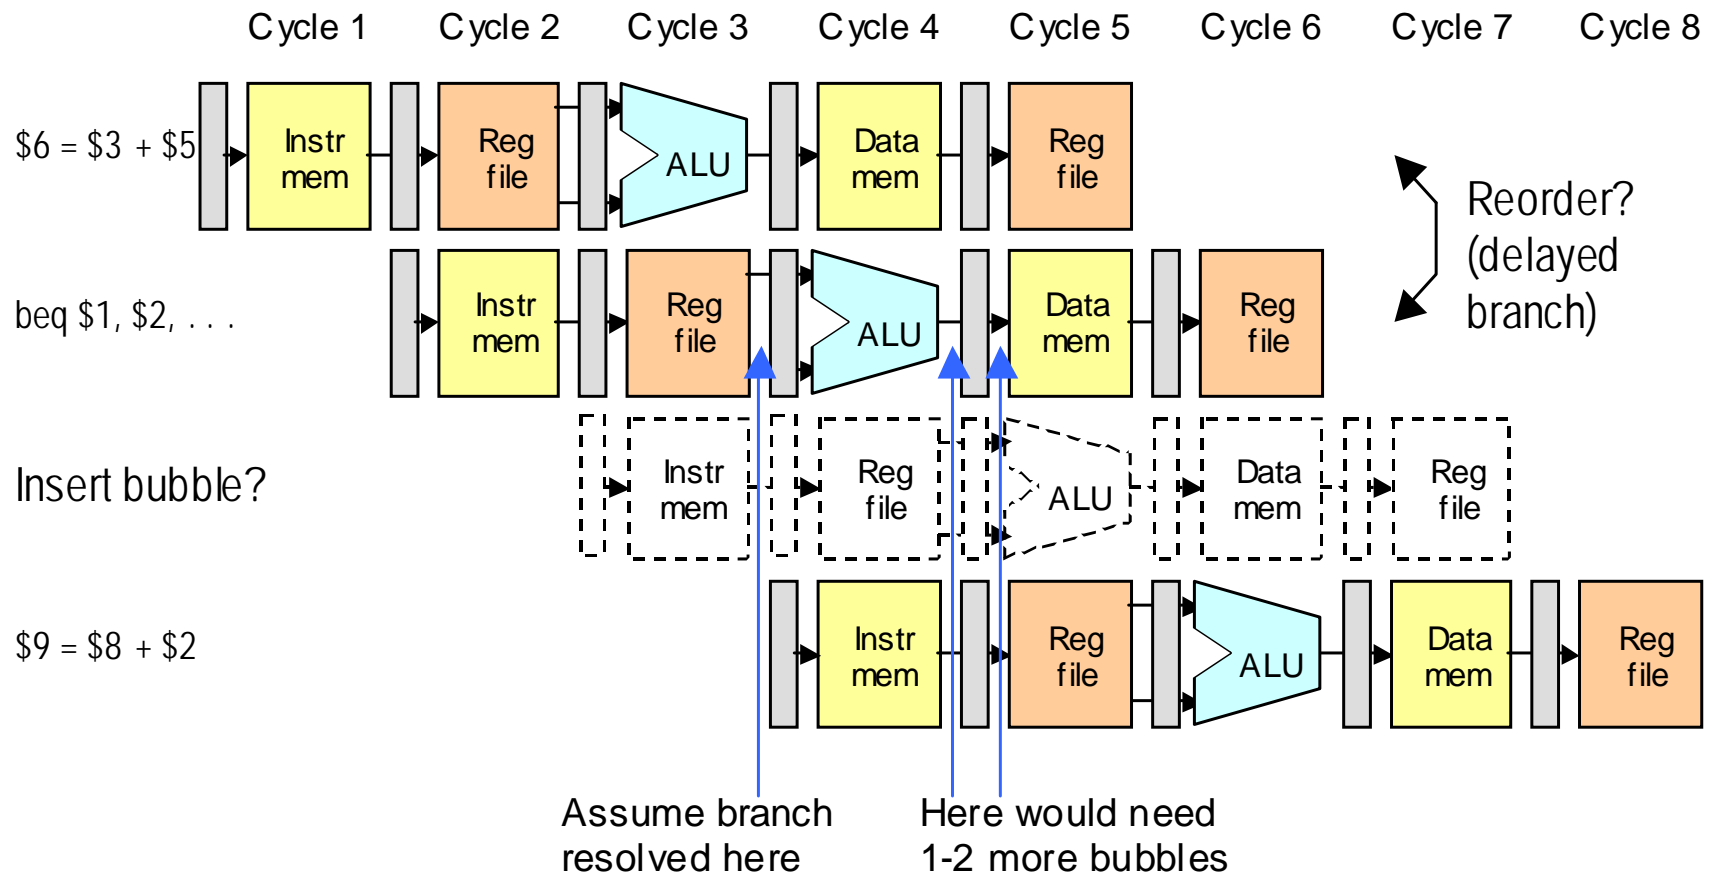 Cycle 1 Cycle 2 Cycle 3 Cycle 4 Cycle 5 Cycle 6 Cycle 7 Cycle 8
$6 = $3 + $5
Instr
mem
Reg
file
ALU
Data
mem
Reg
file
Reorder?
(delayed
branch)
beq $1, $2, . . .
Instr
mem
Reg
file
ALU
Data
mem
Reg
file
Insert bubble?
Instr
mem
Reg
file
ALU
Data
mem
Reg
file
$9 = $8 + $2
Instr
mem
Reg
file
ALU
Data
mem
Reg
file
Assume branch
resolved here
Here would need
1-2 more bubbles